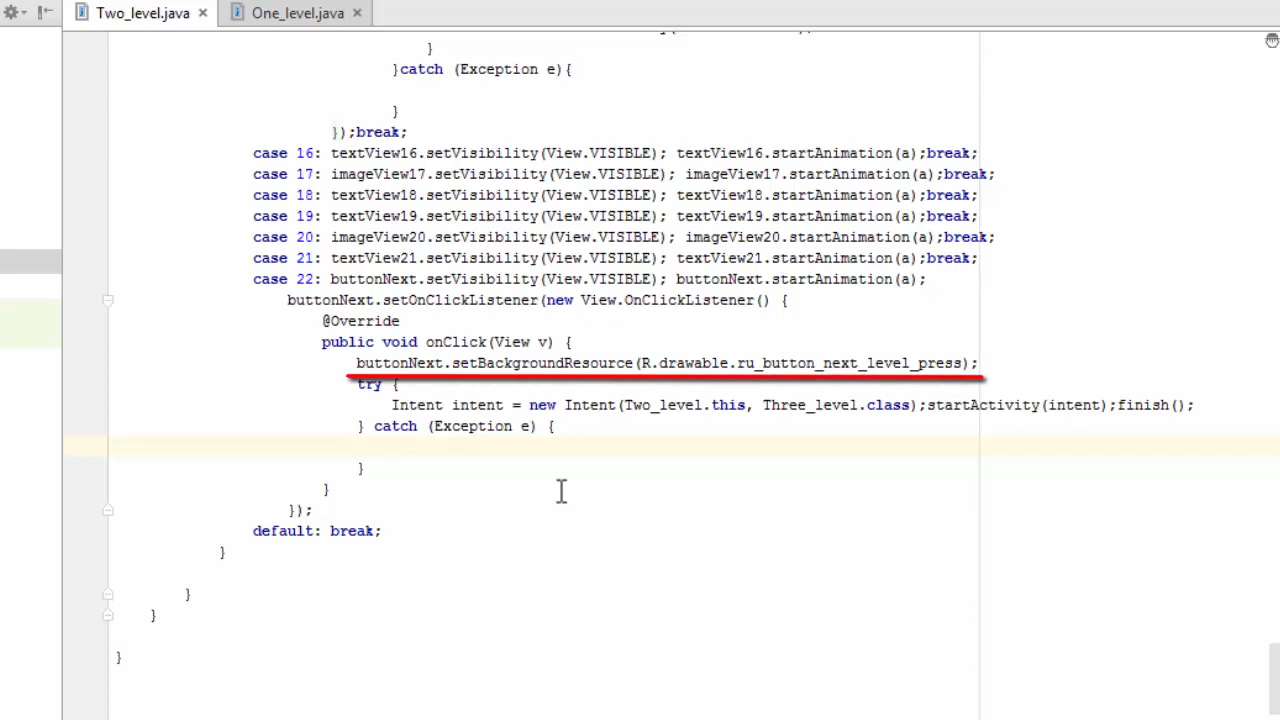 Two_level.java
One_level.java
}
}catch (Exception e){
}
});break;
case 16: textView16.setVisibility(View.VISIBLE); textView16.startAnimation(a);break;
case 17: imageView17.setVisibility(View.VISIBLE); imageView17.startAnimation(a);break;
case 18: textView18.setVisibility(View.VISIBLE); textView18.startAnimation(a);break;
case 19: textView19.setVisibility(View.VISIBLE); textView19.startAnimation(a);break;
case 20: imageView20.setVisibility(View.VISIBLE); imageView20.startAnimation(a);break;
case 21: textView21.setVisibility(View.VISIBLE); textView21.startAnimation(a);break;
case 22: buttonNext.setVisibility(View.VISIBLE); buttonNext.startAnimation(a);
buttonNext.setOnClickListener(new View.OnClickListener() {
@Override
public void onClick(View v) {
buttonNext.setBackgroundResource(R.drawable.ru_button_next_level_press);
try {
Intent intent = new Intent(Two_level.this, Three_level.class);startActivity(intent);finish();
} catch (Exception e) {
}
}
});
default: break;
}
}
}
}